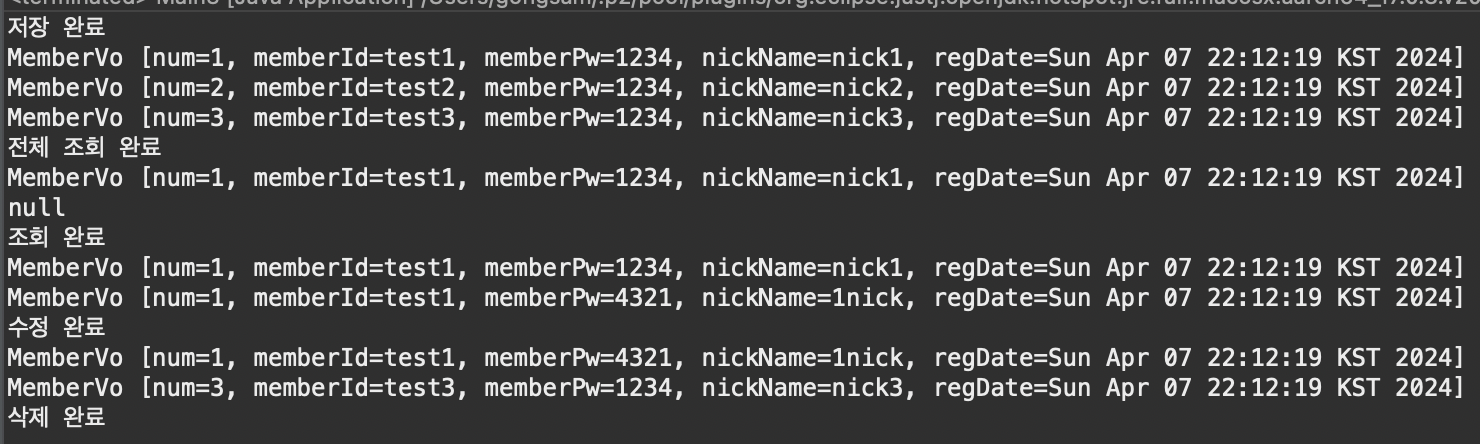 저장 완료
MemberVo [num=1, memberId=test1, memberPw=1234, nickName=nick1, regDate=Sun Apr 07 22:12:19 KST 2024]
MemberVo [num=2, memberId=test2, memberPw=1234, nickName=nick2, regDate=Sun Apr 07 22:12:19 KST 2024]
MemberVo [num=3, memberId=test3, memberPw=1234, nickName=nick3, regDate=Sun Apr 07 22:12:19 KST 2024]
전체 조회 완료
MemberVo [num=1, memberId=test1, memberPw=1234, nickName=nick1, regDate=Sun Apr 07 22:12:19 KST 2024]
null
조회 완료
MemberVo [num=1, memberId=test1, memberPw=1234, nickName=nick1, regDate=Sun Apr 07 22:12:19 KST 2024]
MemberVo [num=1, memberId=test1, memberPw=4321, nickName=1nick, regDate=Sun Apr 07 22:12:19 KST 2024]
수정 완료
MemberVo [num=1, memberId=test1, memberPw=4321, nickName=1nick, regDate=Sun Apr 07 22:12:19 KST 2024]
MemberVo [num=3, memberId=test3, memberPw=1234, nickName=nick3, regDate=Sun Apr 07 22:12:19 KST 2024]
삭제 완료